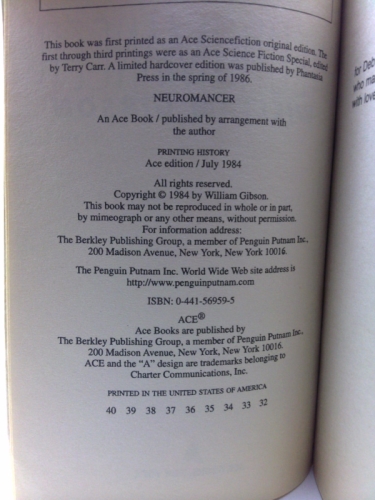 This book was first printed as an Ace Sciencefiction original edition. The
first through third printings were as an Ace Science Fiction Special, edited
by Terry Carr. A limited hardcover edition was published by Phantasia
Press in the spring of 1986.
NEUROMANCER
An Ace Book / published by arrangement with
the author
PRINTING HISTORY
Ace edition / July 1984
All rights reserved.
Copyright © 1984 by William Gibson.
This book may not be reproduced in whole or in part,
by mimeograph or any other means, without permission.
For information address:
The Berkley Publishing Group, a member of Penguin Putnam Inc.,
200 Madison Avenue, New York, New York 10016.
The Penguin Putnam Inc. World Wide Web site address is
http://www.penguinputnam.com
ISBN: 0-441-56959-5
ACE®
Ace Books are published by
The Berkley Publishing Group, a member of Penguin Putnam Inc.,
200 Madison Avenue, New York, New York 10016.
ACE and the "A" design are trademarks belonging to
Charter Communications, Inc.
PRINTED IN THE UNITED STATES OF AMERICA
40 39 38 37 36 35 34 33 32
for Deb
who ma
with love